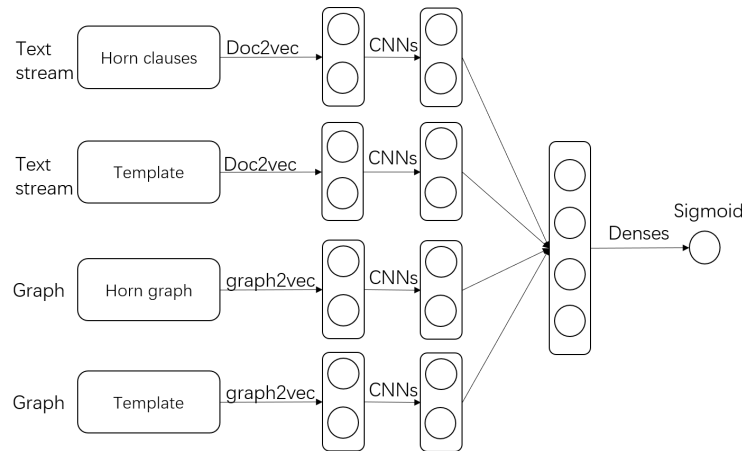 Text
stream
Horn clauses
Doc2vec
CNNs
Text
stream
Template
Doc2vec
CNNs
Sigmoid
Denses
Graph
Horn graph
graph2vec
CNNs
Graph
Template
graph2vec
CNNs